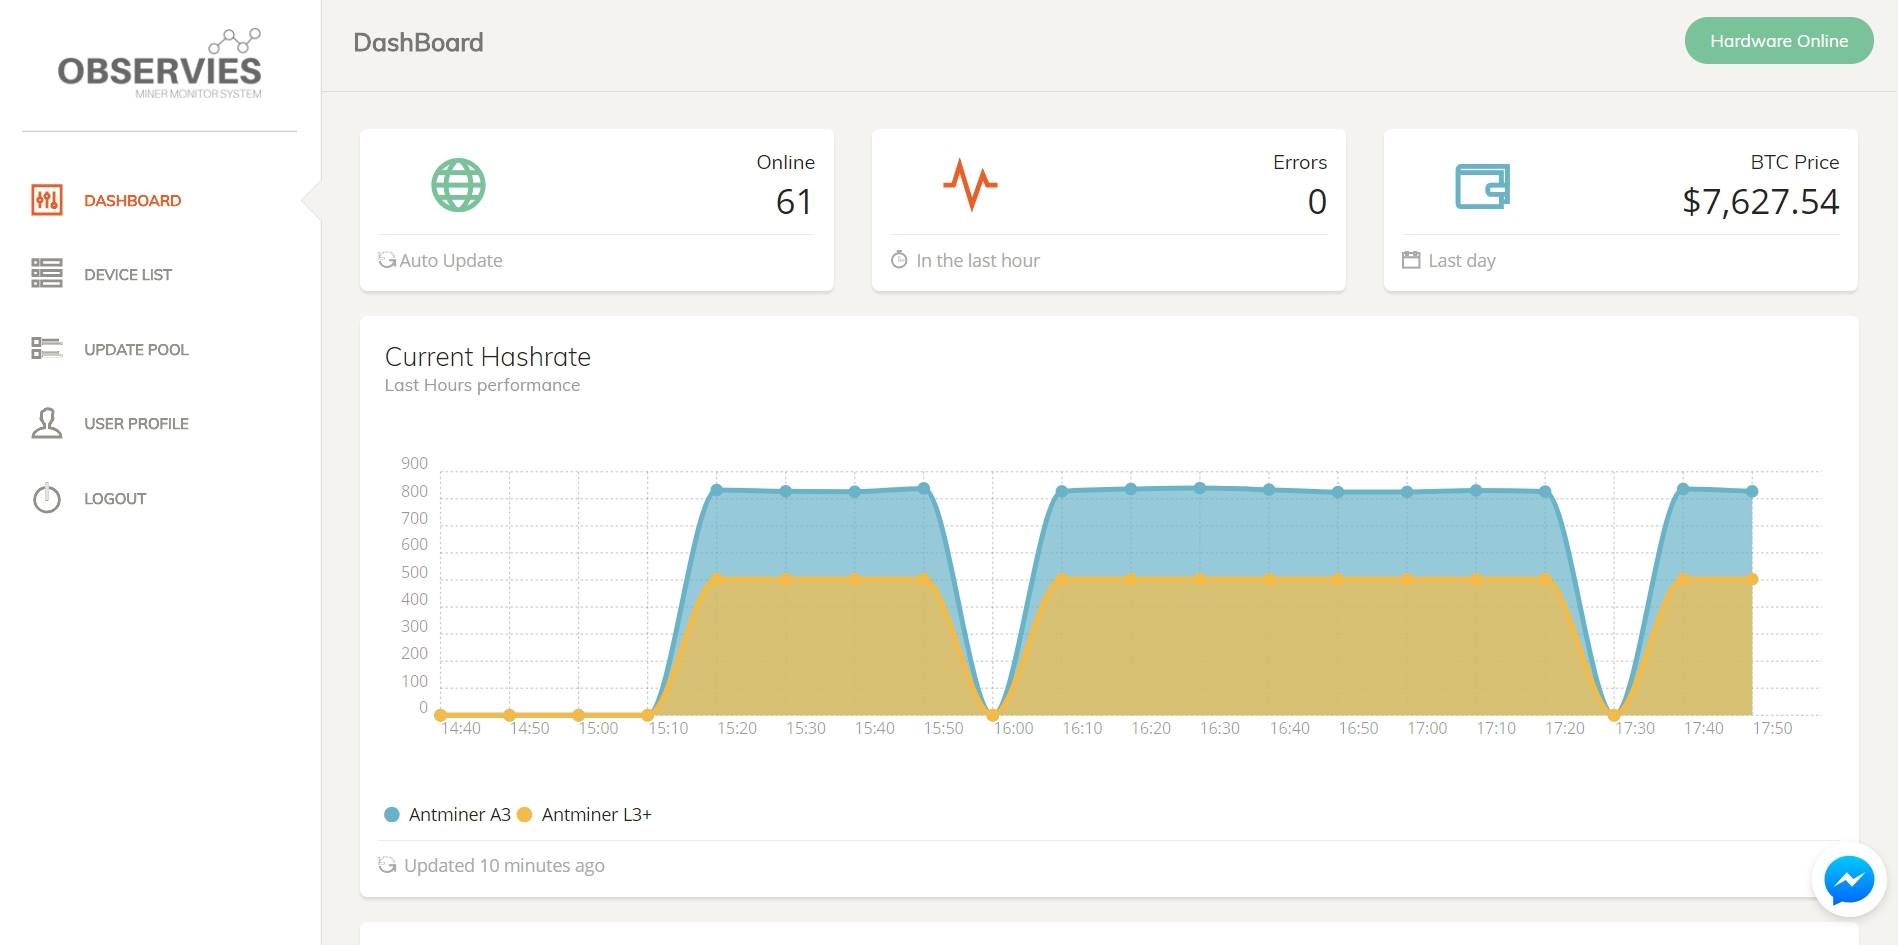 OBSERVIES
MINER MONITOR SYSTEM
DASHBOARD
DEVICE LIST
UPDATE POOL
USER PROFILE
LOGOUT
DashBoard
Hardware Online
Online
61
Auto Update
Errors
0
In the last hour
BTC Price
$7,627.54
Last day
Current Hashrate
Last Hours performance
900
800
700
600
500
400
300
200
100
0
14:40 14:50 15:00 15:10 15:20 15:30 15:40 15:50 16:00 16:10 16:20 16:30 16:40 16:50 17:00 17:10 17:20 17:30 17:40 17:50
Antminer A3 Antminer L3+
Updated 10 minutes ago